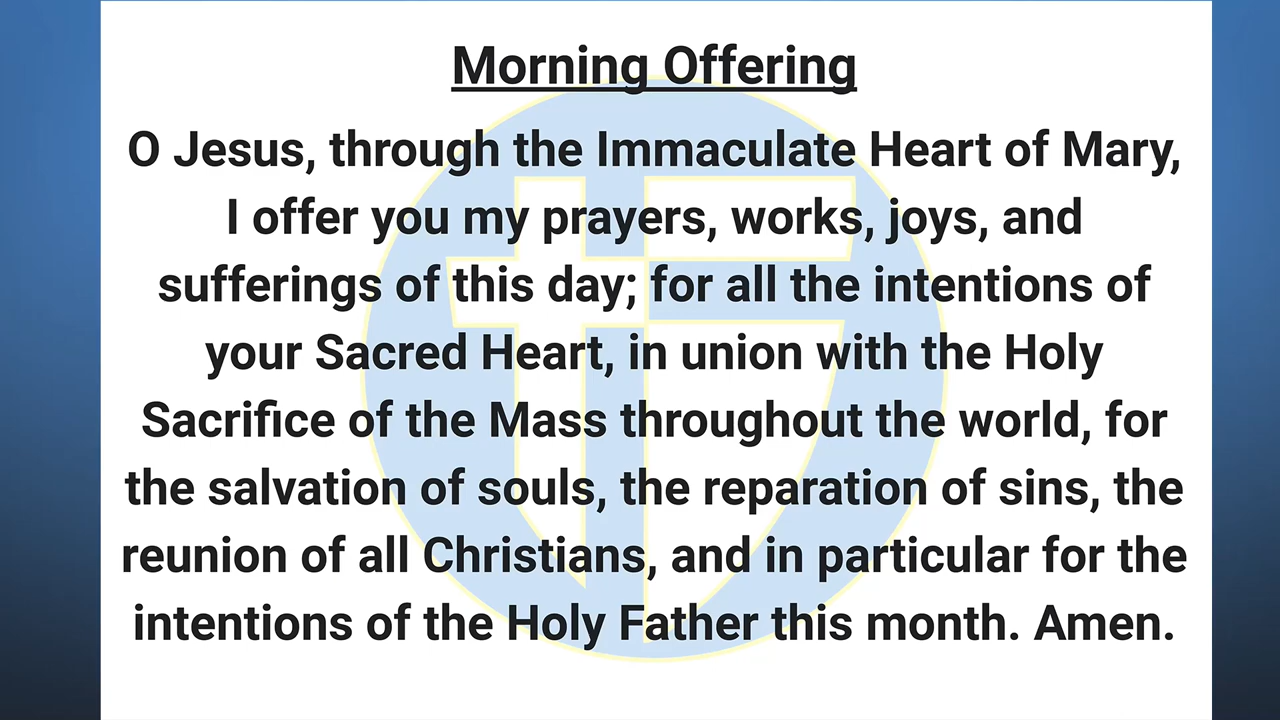 Morning Offering
O Jesus, through the Immaculate Heart of Mary,
I offer you my prayers, works, joys, and
sufferings of this day; for all the intentions of
your Sacred Heart, in union with the Holy
Sacrifice of the Mass throughout the world, for
the salvation of souls, the reparation of sins, the
reunion of all Christians, and in particular for the
intentions of the Holy Father this month. Amen.